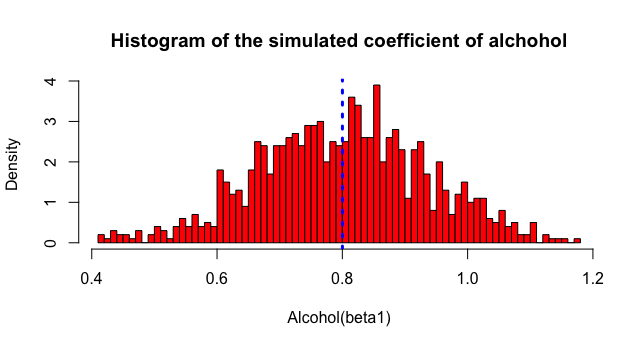 Histogram of the simulated coefficient of alchohol
Density
4
3
2
1
0
0.4 0.6 0.8 1.0 1.2
Alcohol(beta1)